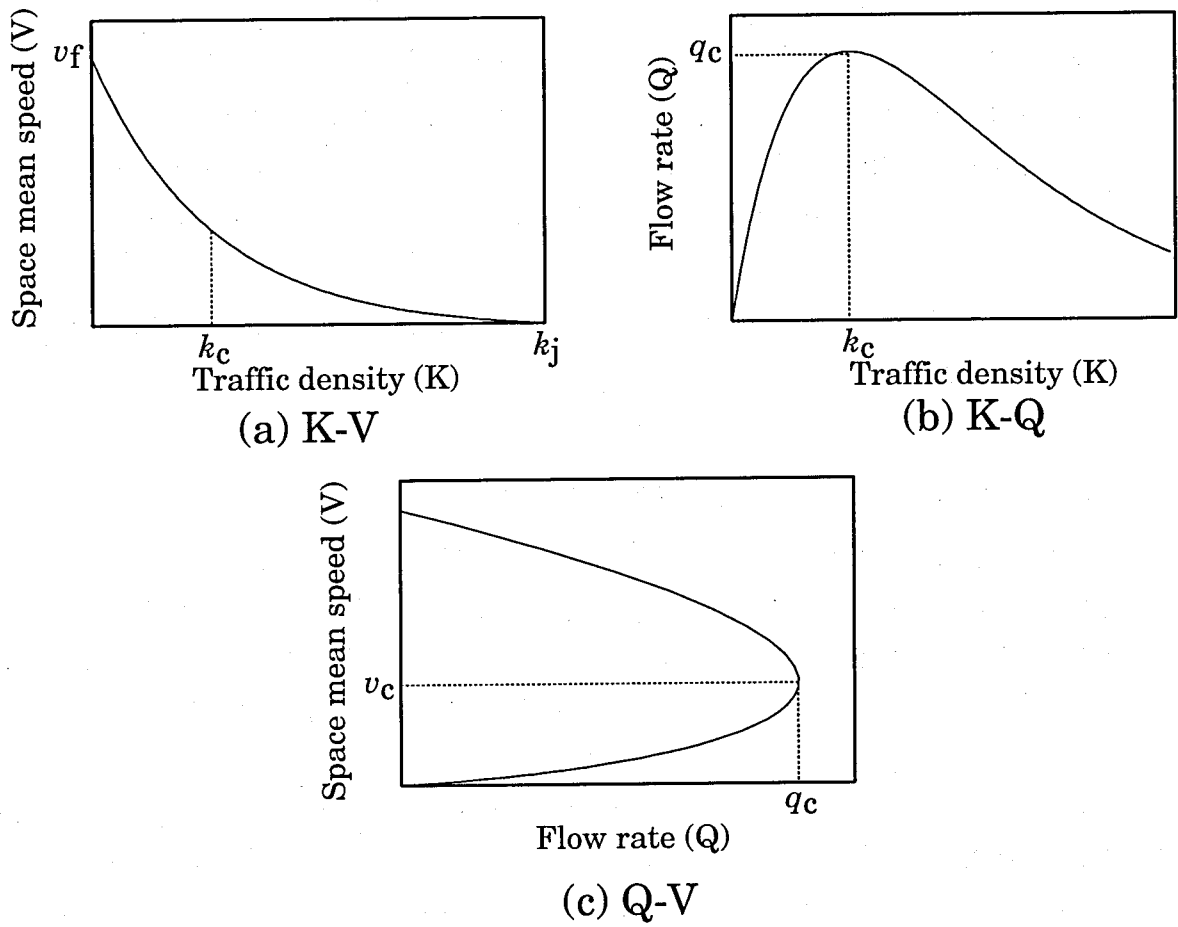 Space mean speed (V)
vf
kc
kj
Traffic density (K)
(a) K-V
Flow rate (Q)
qc
kc
Traffic density (K)
(b) K-Q
Space mean speed (V)
vc
qc
Flow rate (Q)
(c) Q-V